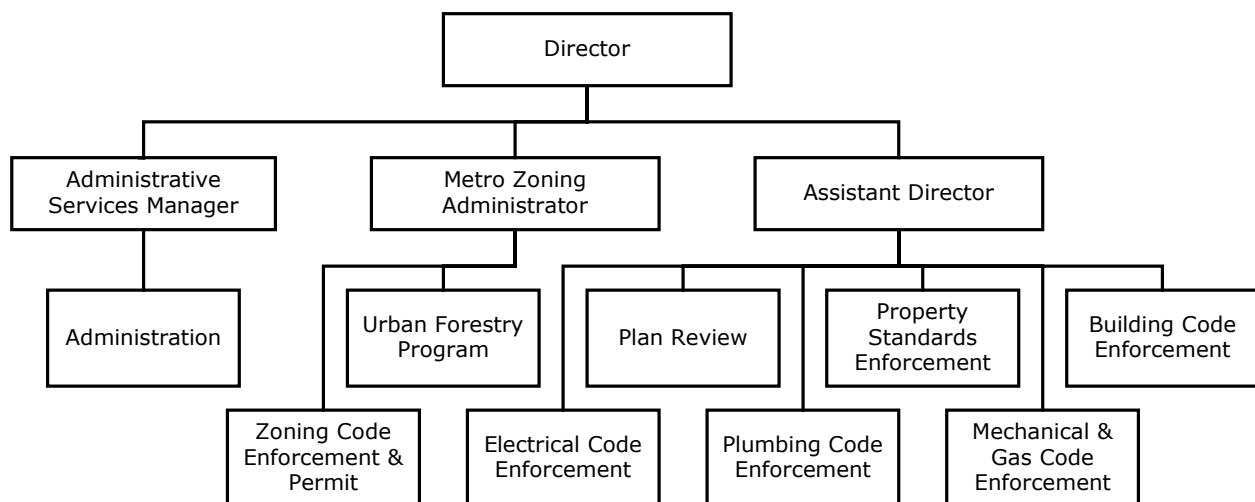 Director
Administrative
Services Manager
Metro Zoning
Administrator
Assistant Director
Administration
Urban Forestry
Program
Plan Review
Property
Standards
Enforcement
Building Code
Enforcement
Zoning Code
Enforcement &
Permit
Electrical Code
Enforcement
Plumbing Code
Enforcement
Mechanical &
Gas Code
Enforcement